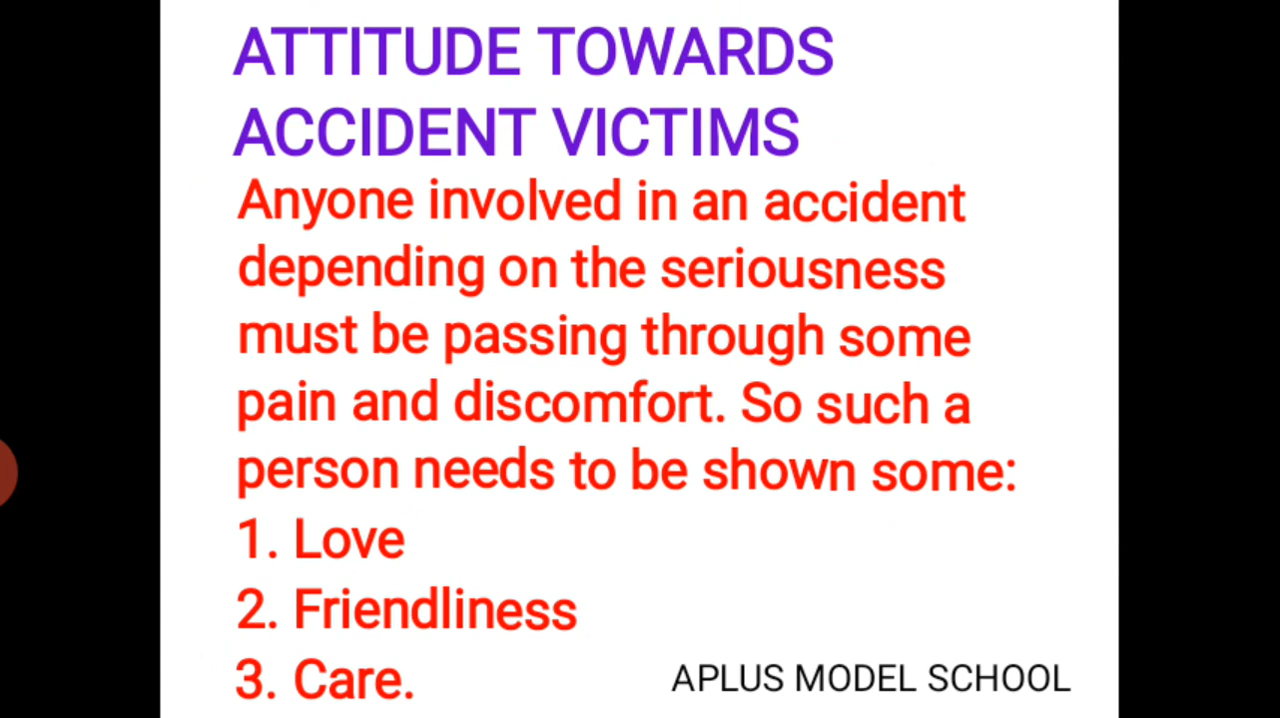 ATTITUDE TOWARDS
ACCIDENT VICTIMS
Anyone involved in an accident
depending on the seriousness
must be passing through some
pain and discomfort. So such a
person needs to be shown some:
1. Love
2. Friendliness
3. Care.
APLUS MODEL SCHOOL